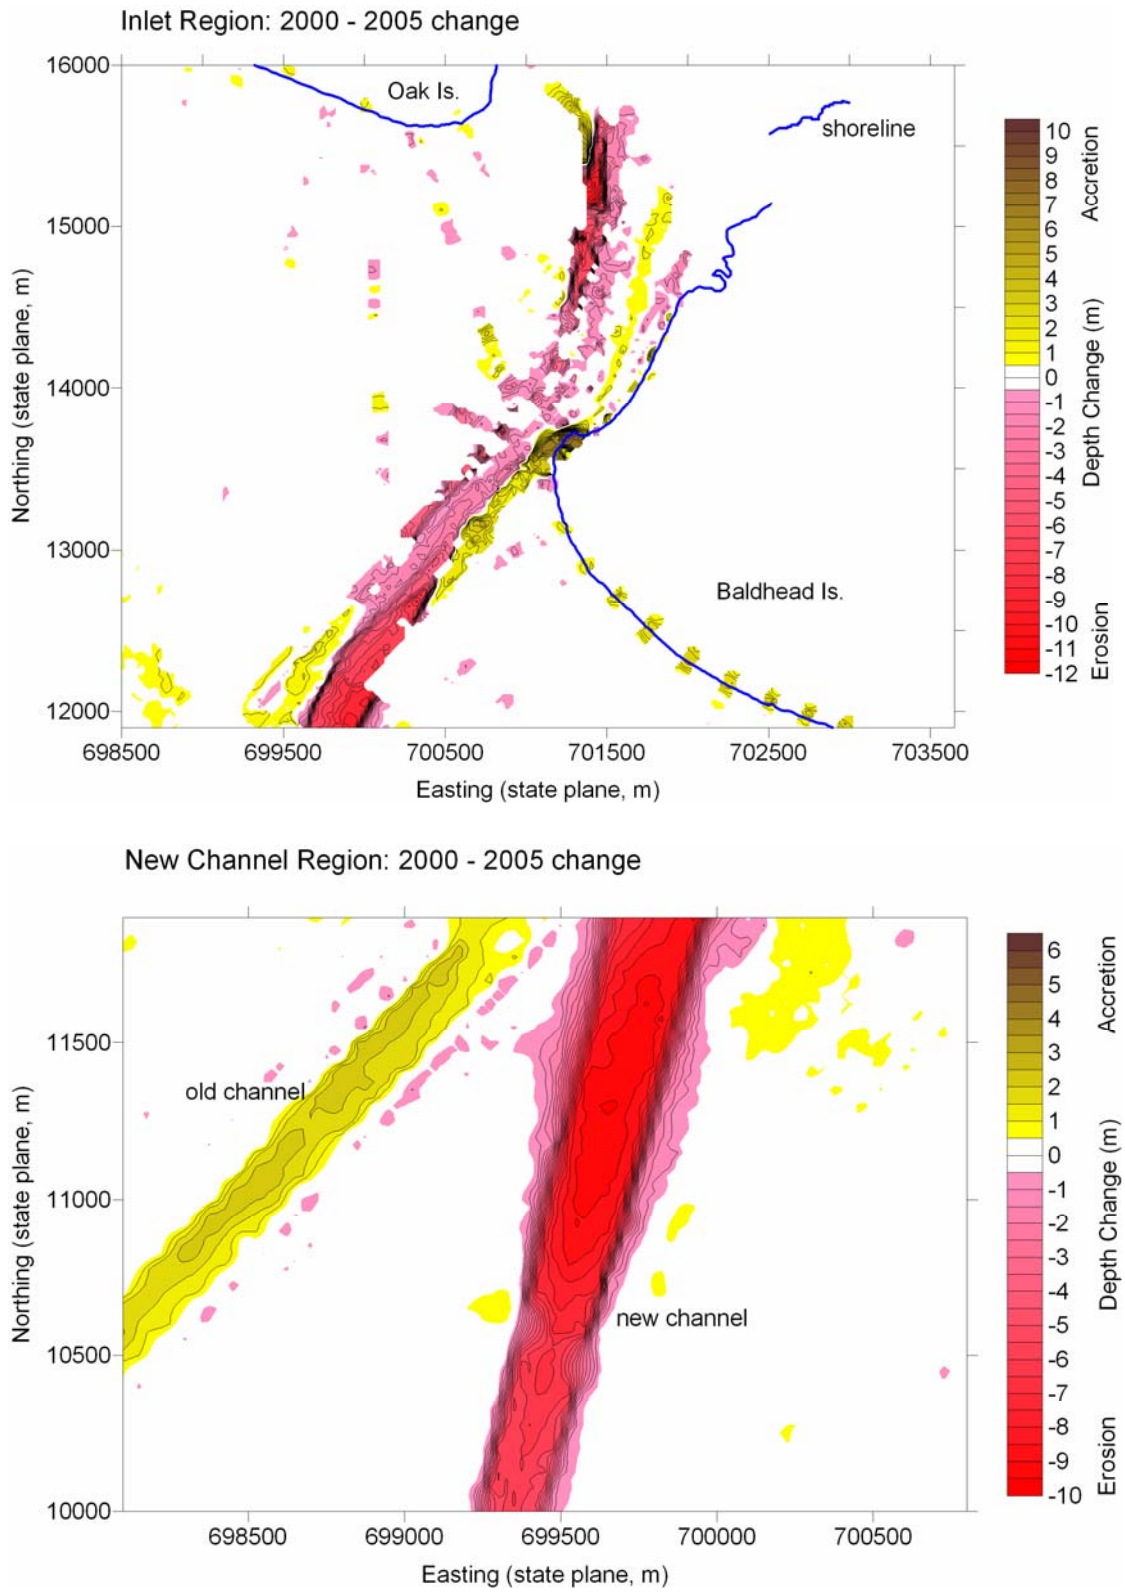 Inlet Region: 2000 - 2005 change
16000
15000
14000
13000
12000
Northing (state plane, m)
698500 699500 700500 701500 702500 703500
Easting (state plane, m)
Oak Is.
shoreline
Baldhead Is.
10
9
8
7
6
5
4
3
2
1
0
-1
-2
-3
-4
-5
-6
-7
-8
-9
-10
-11
-12
Accretion
Depth Change (m)
Erosion
New Channel Region: 2000 - 2005 change
11500
11000
10500
10000
Northing (state plane, m)
698500 699000 699500 700000 700500
Easting (state plane, m)
old channel
new channel
6
5
4
3
2
1
0
-1
-2
-3
-4
-5
-6
-7
-8
-9
-10
Accretion
Depth Change (m)
Erosion